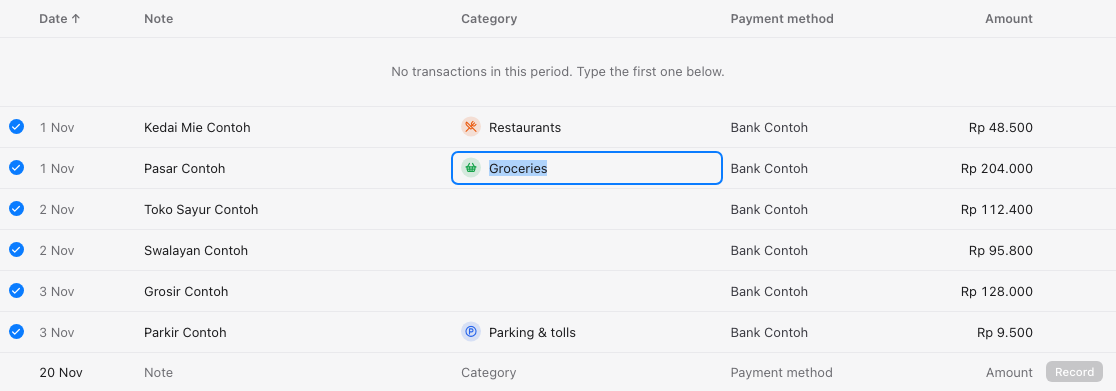 Date ↑ Note Category Payment method Amount
No transactions in this period. Type the first one below.
1 Nov Kedai Mie Contoh Restaurants Bank Contoh Rp 48.500
1 Nov Pasar Contoh Groceries Bank Contoh Rp 204.000
2 Nov Toko Sayur Contoh Bank Contoh Rp 112.400
2 Nov Swalayan Contoh Bank Contoh Rp 95.800
3 Nov Grosir Contoh Bank Contoh Rp 128.000
3 Nov Parkir Contoh Parking & tolls Bank Contoh Rp 9.500
20 Nov Note Category Payment method Amount Record